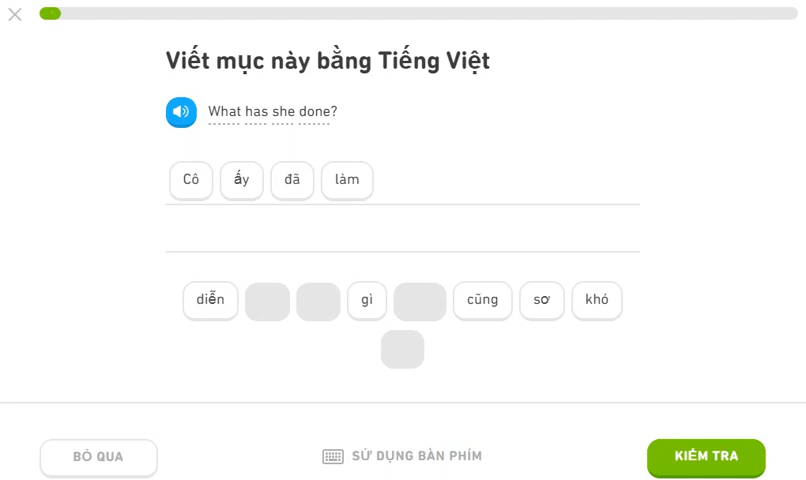 Viết mục này bằng Tiếng Việt
What has she done?
Cô ấy đã làm
diễn gì cũng sơ khó
BỎ QUA SỬ DỤNG BÀN PHÍM KIỂM TRA